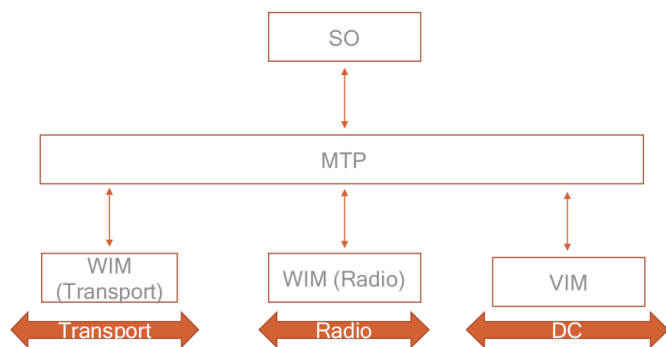 SO
MTP
WIM
(Transport)
WIM (Radio)
VIM
Transport
Radio
DC